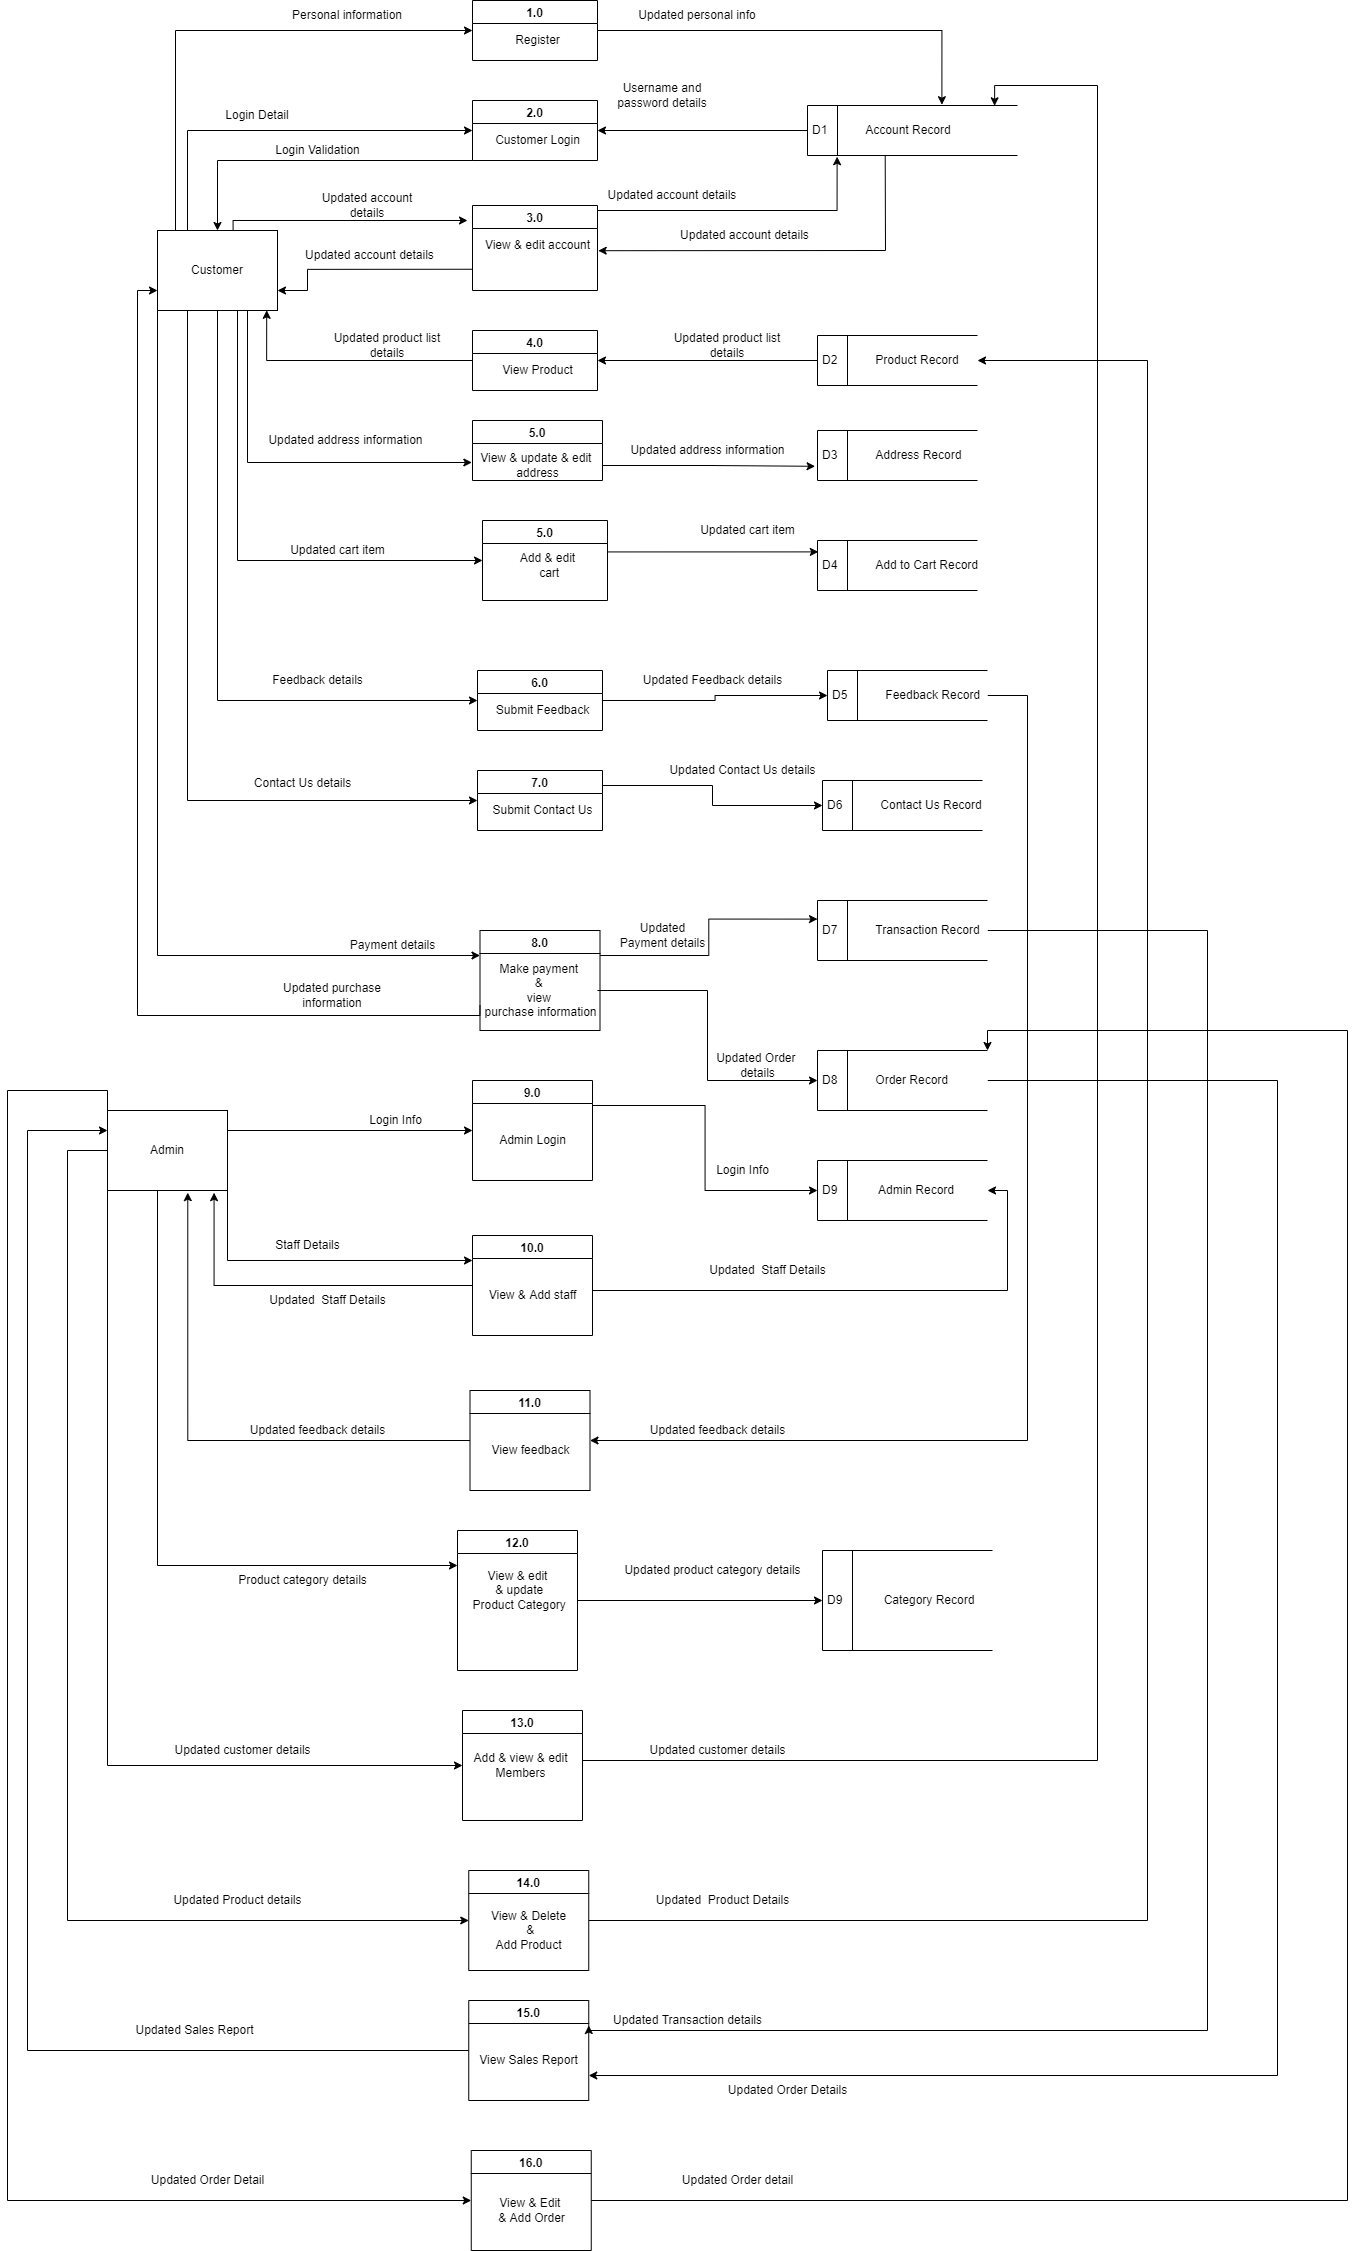 Personal information
1.0
Updated personal info
Register
Username and
password details
Login Detail
2.0
Customer Login
D1
Account Record
Login Validation
Updated account
details
Updated account details
3.0
View & edit account
Updated account details
Updated account details
Customer
Updated product list
details
4.0
View Product
Updated product list
details
D2
Product Record
Updated address information
5.0
View & update & edit
address
Updated address information
D3
Address Record
Updated cart item
5.0
Add & edit
cart
Updated cart item
D4
Add to Cart Record
Feedback details
6.0
Submit Feedback
Updated Feedback details
D5
Feedback Record
Contact Us details
7.0
Submit Contact Us
Updated Contact Us details
D6
Contact Us Record
Payment details
8.0
Make payment
&
view
purchase information
Updated
Payment details
D7
Transaction Record
Updated purchase
information
Updated Order
details
D8
Order Record
Admin
Login Info
9.0
Admin Login
Login Info
D9
Admin Record
Staff Details
10.0
View & Add staff
Updated  Staff Details
Updated  Staff Details
11.0
View feedback
Updated feedback details
Updated feedback details
12.0
View & edit
& update
Product Category
Product category details
Updated product category details
D9
Category Record
13.0
Add & view & edit
Members
Updated customer details
Updated customer details
14.0
View & Delete
&
Add Product
Updated Product details
Updated  Product Details
15.0
View Sales Report
Updated Sales Report
Updated Transaction details
Updated Order Details
16.0
View & Edit
& Add Order
Updated Order Detail
Updated Order detail